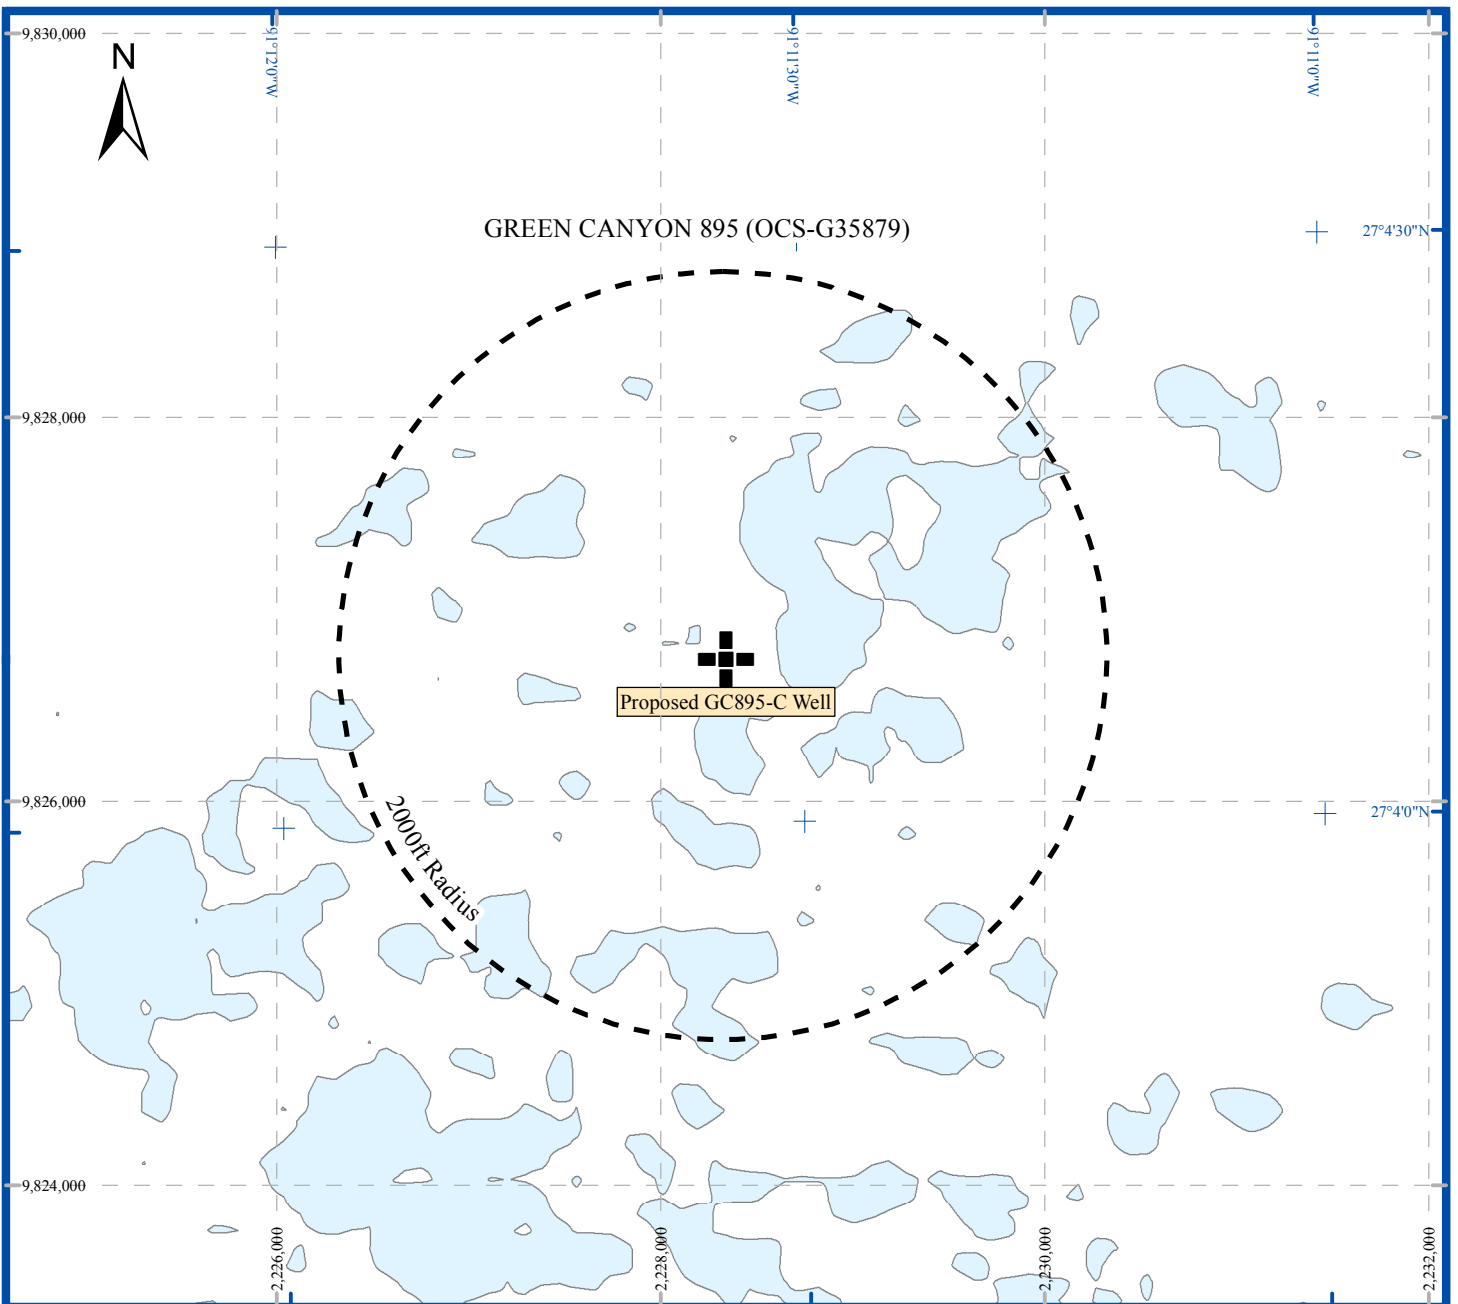 9,830,000
91°12'0"W
91°11'30"W
91°11'0"W
N
GREEN CANYON 895 (OCS-G35879)
27°4'30"N
9,828,000
Proposed GC895-C Well
9,826,000
27°4'0"N
2000ft Radius
9,824,000
2,226,000
2,228,000
2,230,000
2,232,000